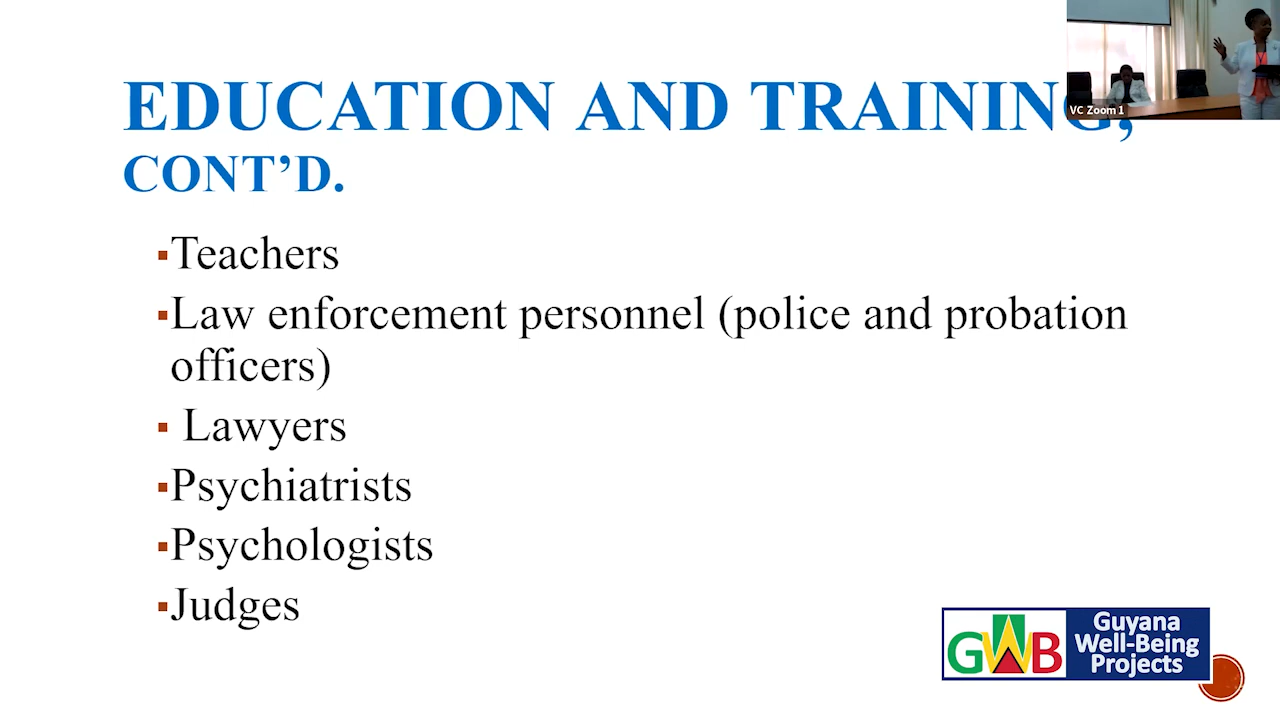 EDUCATION AND TRAINING,
CONT’D.
▪Teachers
▪Law enforcement personnel (police and probation
officers)
▪ Lawyers
▪Psychiatrists
▪Psychologists
▪Judges
VC Zoom 1
GWB
Guyana
Well-Being
Projects